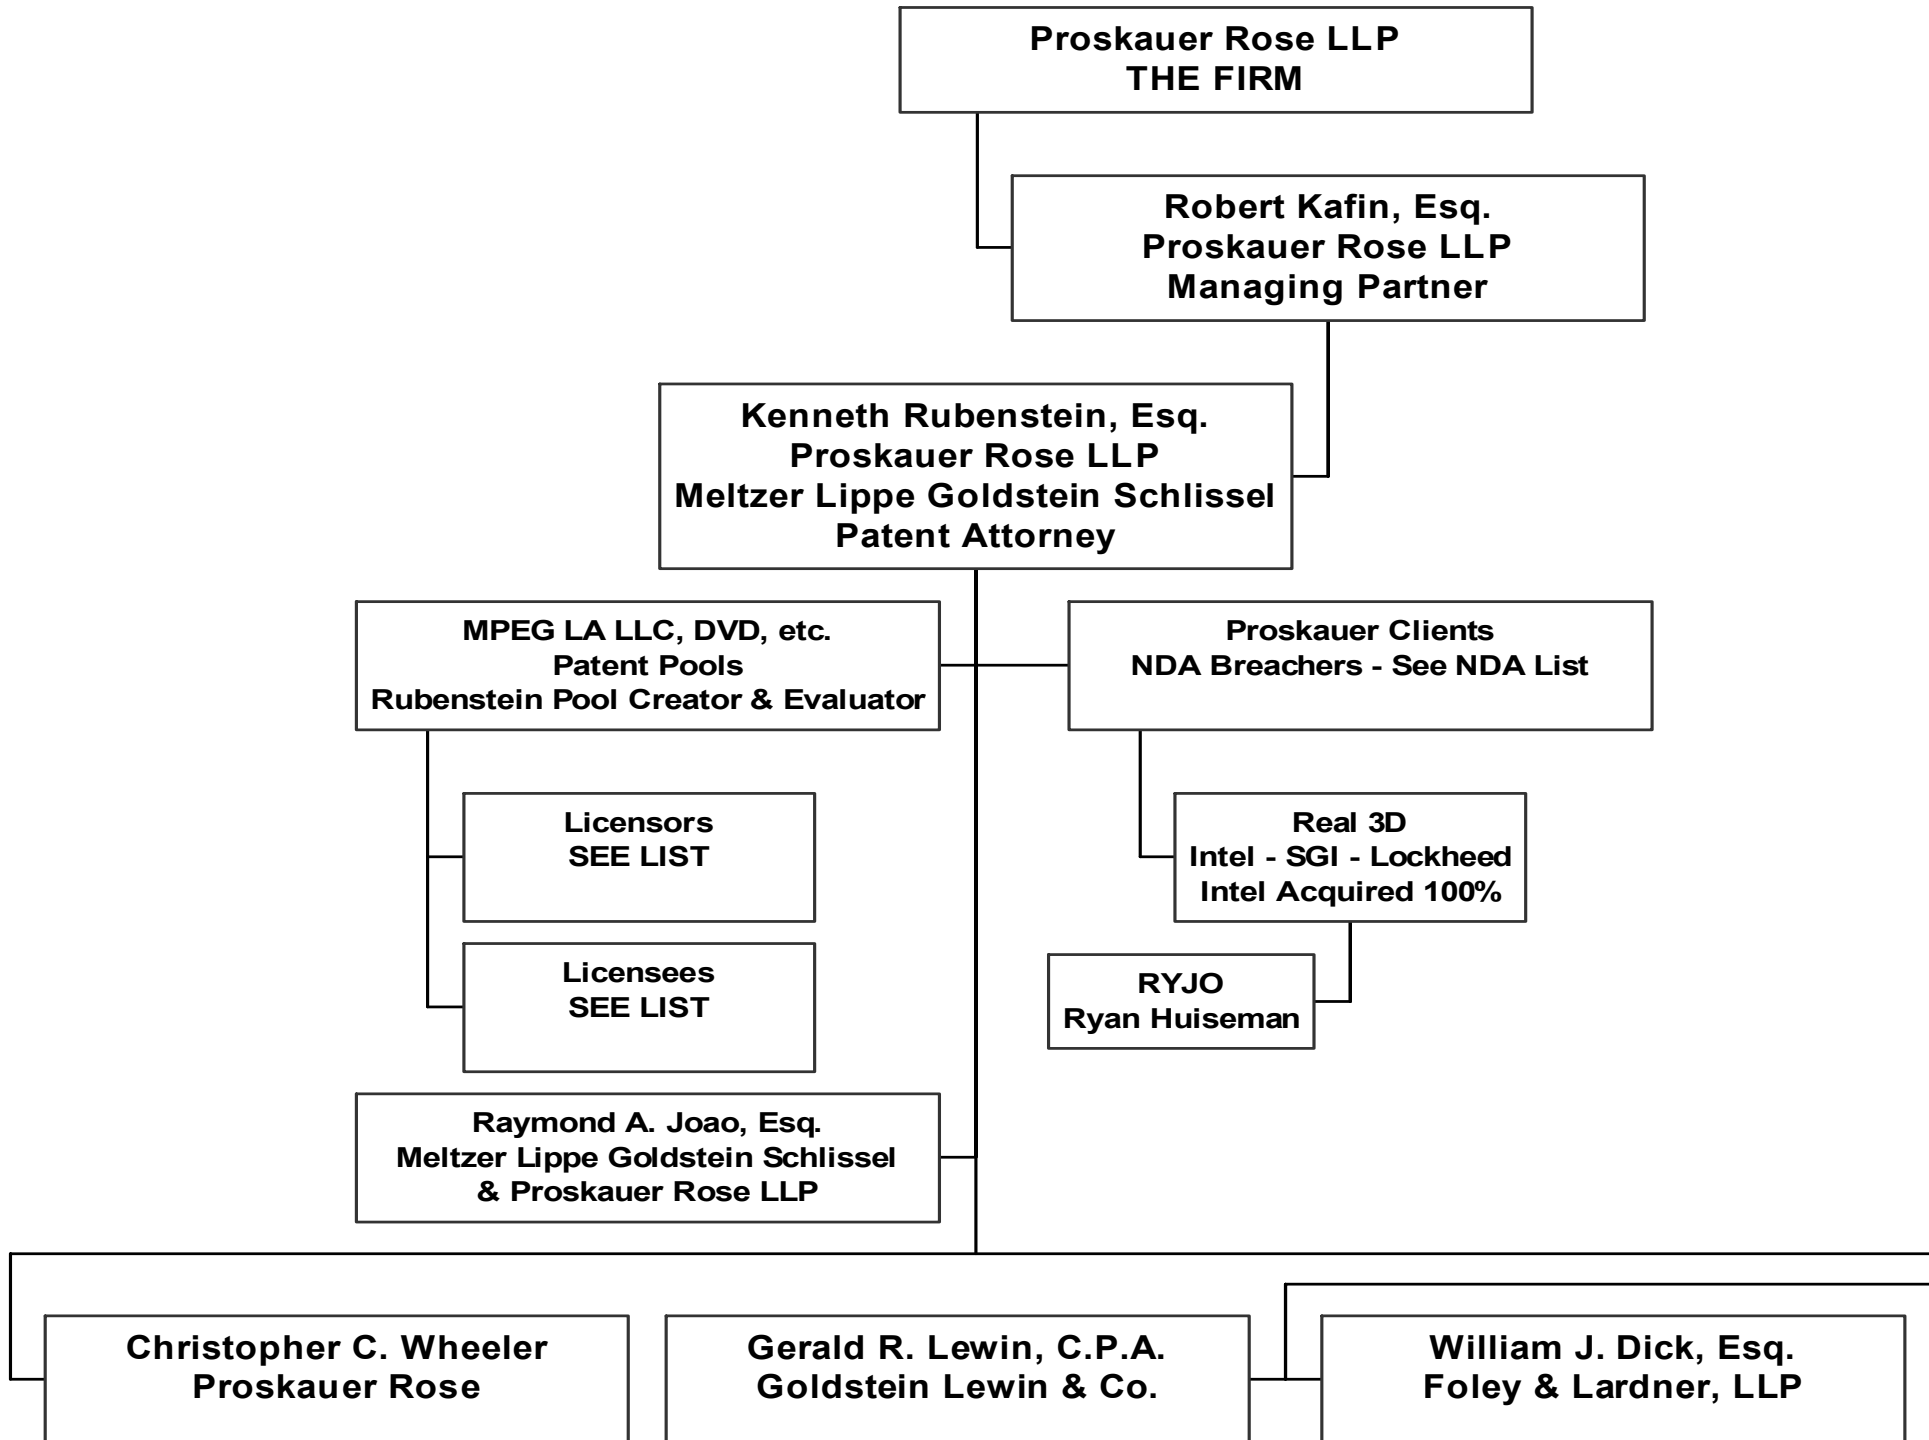 Proskauer Rose LLP
THE FIRM
Robert Kafin, Esq.
Proskauer Rose LLP
Managing Partner
Kenneth Rubenstein, Esq.
Proskauer Rose LLP
Meltzer Lippe Goldstein Schlissel
Patent Attorney
MPEG LA LLC, DVD, etc.
Patent Pools
Rubenstein Pool Creator & Evaluator
Proskauer Clients
NDA Breachers - See NDA List
Licensors
SEE LIST
Real 3D
Intel - SGI - Lockheed
Intel Acquired 100%
Licensees
SEE LIST
RYJO
Ryan Huiseman
Raymond A. Joao, Esq.
Meltzer Lippe Goldstein Schlissel
& Proskauer Rose LLP
Christopher C. Wheeler
Proskauer Rose
Gerald R. Lewin, C.P.A.
Goldstein Lewin & Co.
William J. Dick, Esq.
Foley & Lardner, LLP